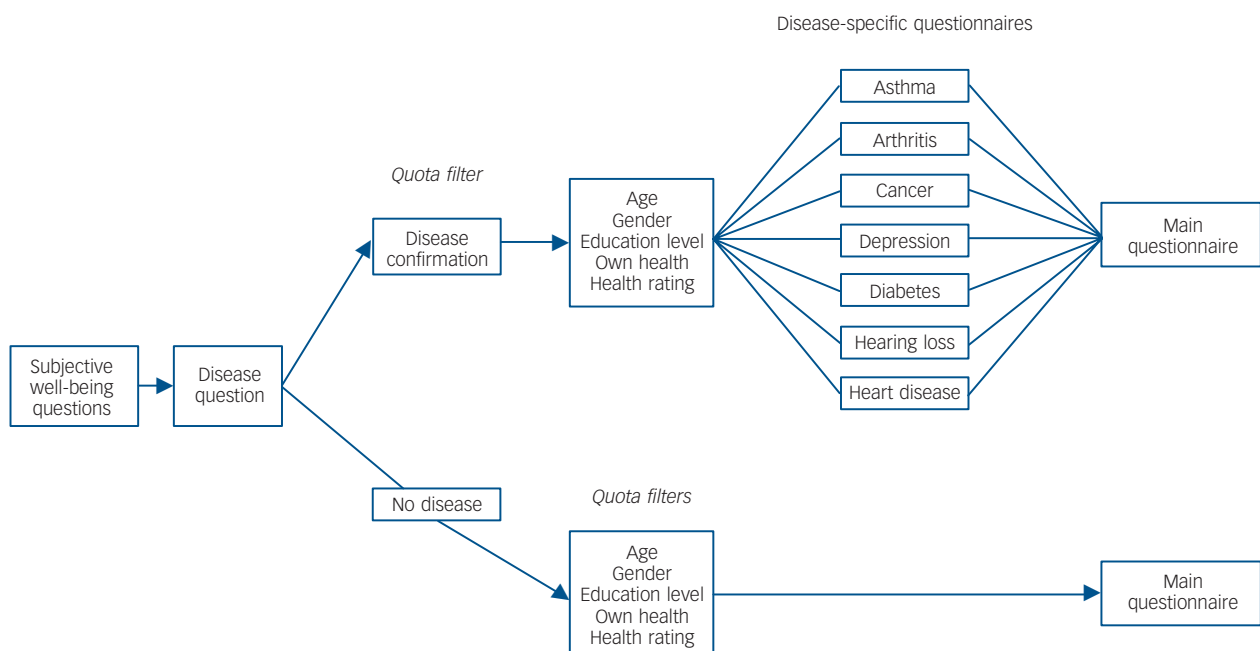 Disease-specific questionnaires
Asthma
Arthritis
Cancer
Depression
Diabetes
Hearing loss
Heart disease
Quota filter
Disease
confirmation
Age
Gender
Education level
Own health
Health rating
Main
questionnaire
Subjective
well-being
questions
Disease
question
No disease
Quota filters
Age
Gender
Education level
Own health
Health rating
Main
questionnaire